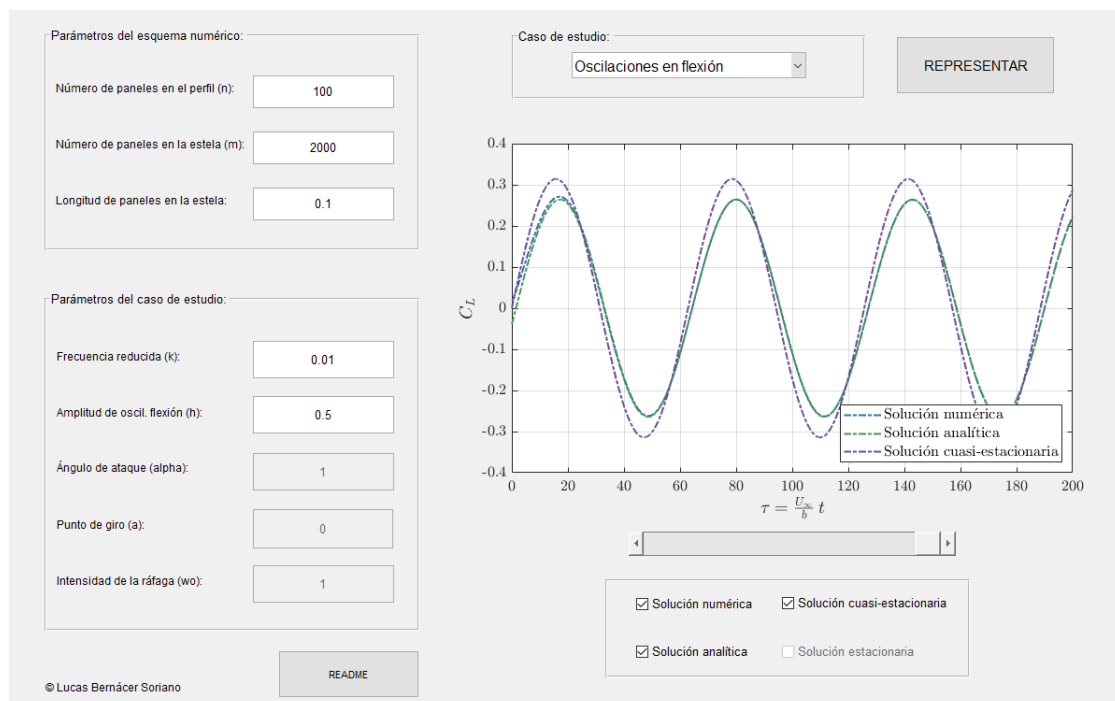 Parámetros del esquema numérico:
Número de paneles en el perfil (n):
100
Número de paneles en la estela (m):
2000
Longitud de paneles en la estela:
0.1
Parámetros del caso de estudio:
Frecuencia reducida (k):
0.01
Amplitud de oscil. flexión (h):
0.5
Ángulo de ataque (alpha):
1
Punto de giro (a):
0
Intensidad de la ráfaga (wo):
1
© Lucas Bernácer Soriano
README
Caso de estudio:
Oscilaciones en flexión
REPRESENTAR
0.4
0.3
0.2
0.1
0
-0.1
-0.2
-0.3
-0.4
C_L
0 20 40 60 80 100 120 140 160 180 200
τ = U∞/b t
Solución numérica
Solución analítica
Solución cuasi-estacionaria
Solución numérica
Solución cuasi-estacionaria
Solución analítica
Solución estacionaria